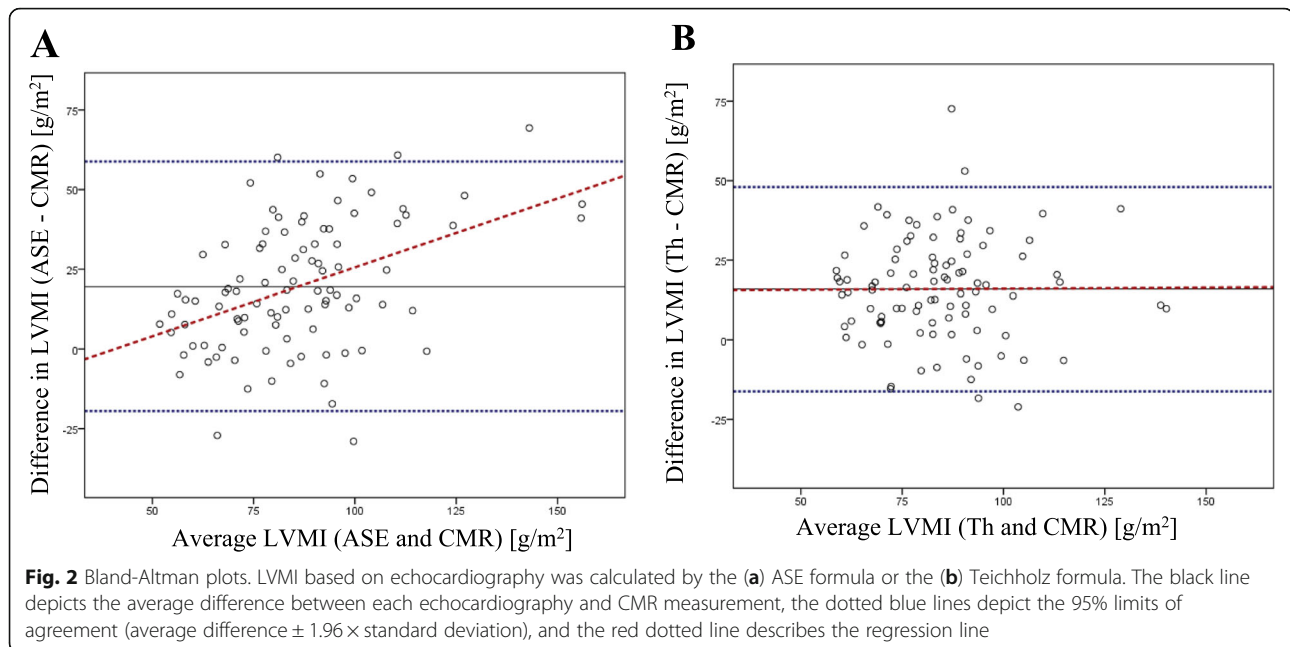 A
B
Difference in LVMI (ASE - CMR) [g/m²]
75
50
25
0
-25
50
75
100
125
150
Average LVMI (ASE and CMR) [g/m²]
Difference in LVMI (Th - CMR) [g/m²]
75
50
25
0
-25
50
75
100
125
150
Average LVMI (Th and CMR) [g/m²]
Fig. 2 Bland-Altman plots. LVMI based on echocardiography was calculated by the (a) ASE formula or the (b) Teichholz formula. The black line
depicts the average difference between each echocardiography and CMR measurement, the dotted blue lines depict the 95% limits of
agreement (average difference ± 1.96 × standard deviation), and the red dotted line describes the regression line